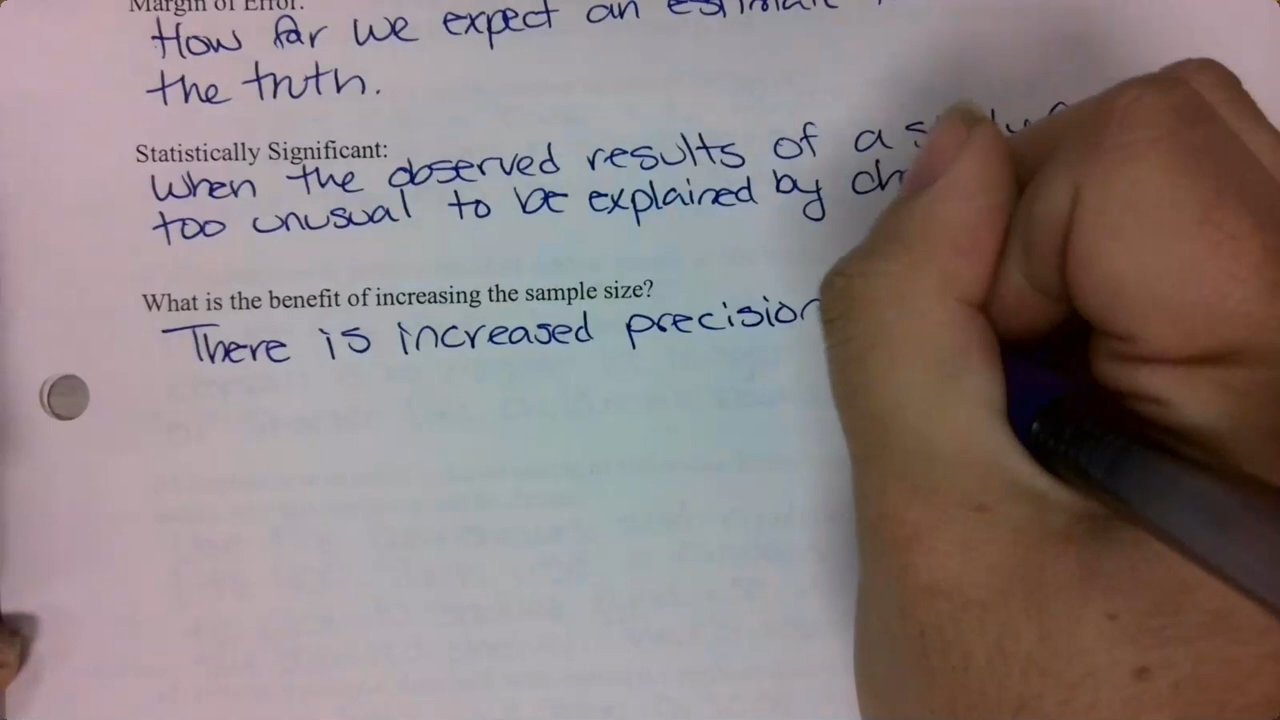 Margin of Error:
How far we expect an estimate
the truth.
Statistically Significant:
When the observed results of a
too unusual to be explained by
What is the benefit of increasing the sample size?
There is increased precision